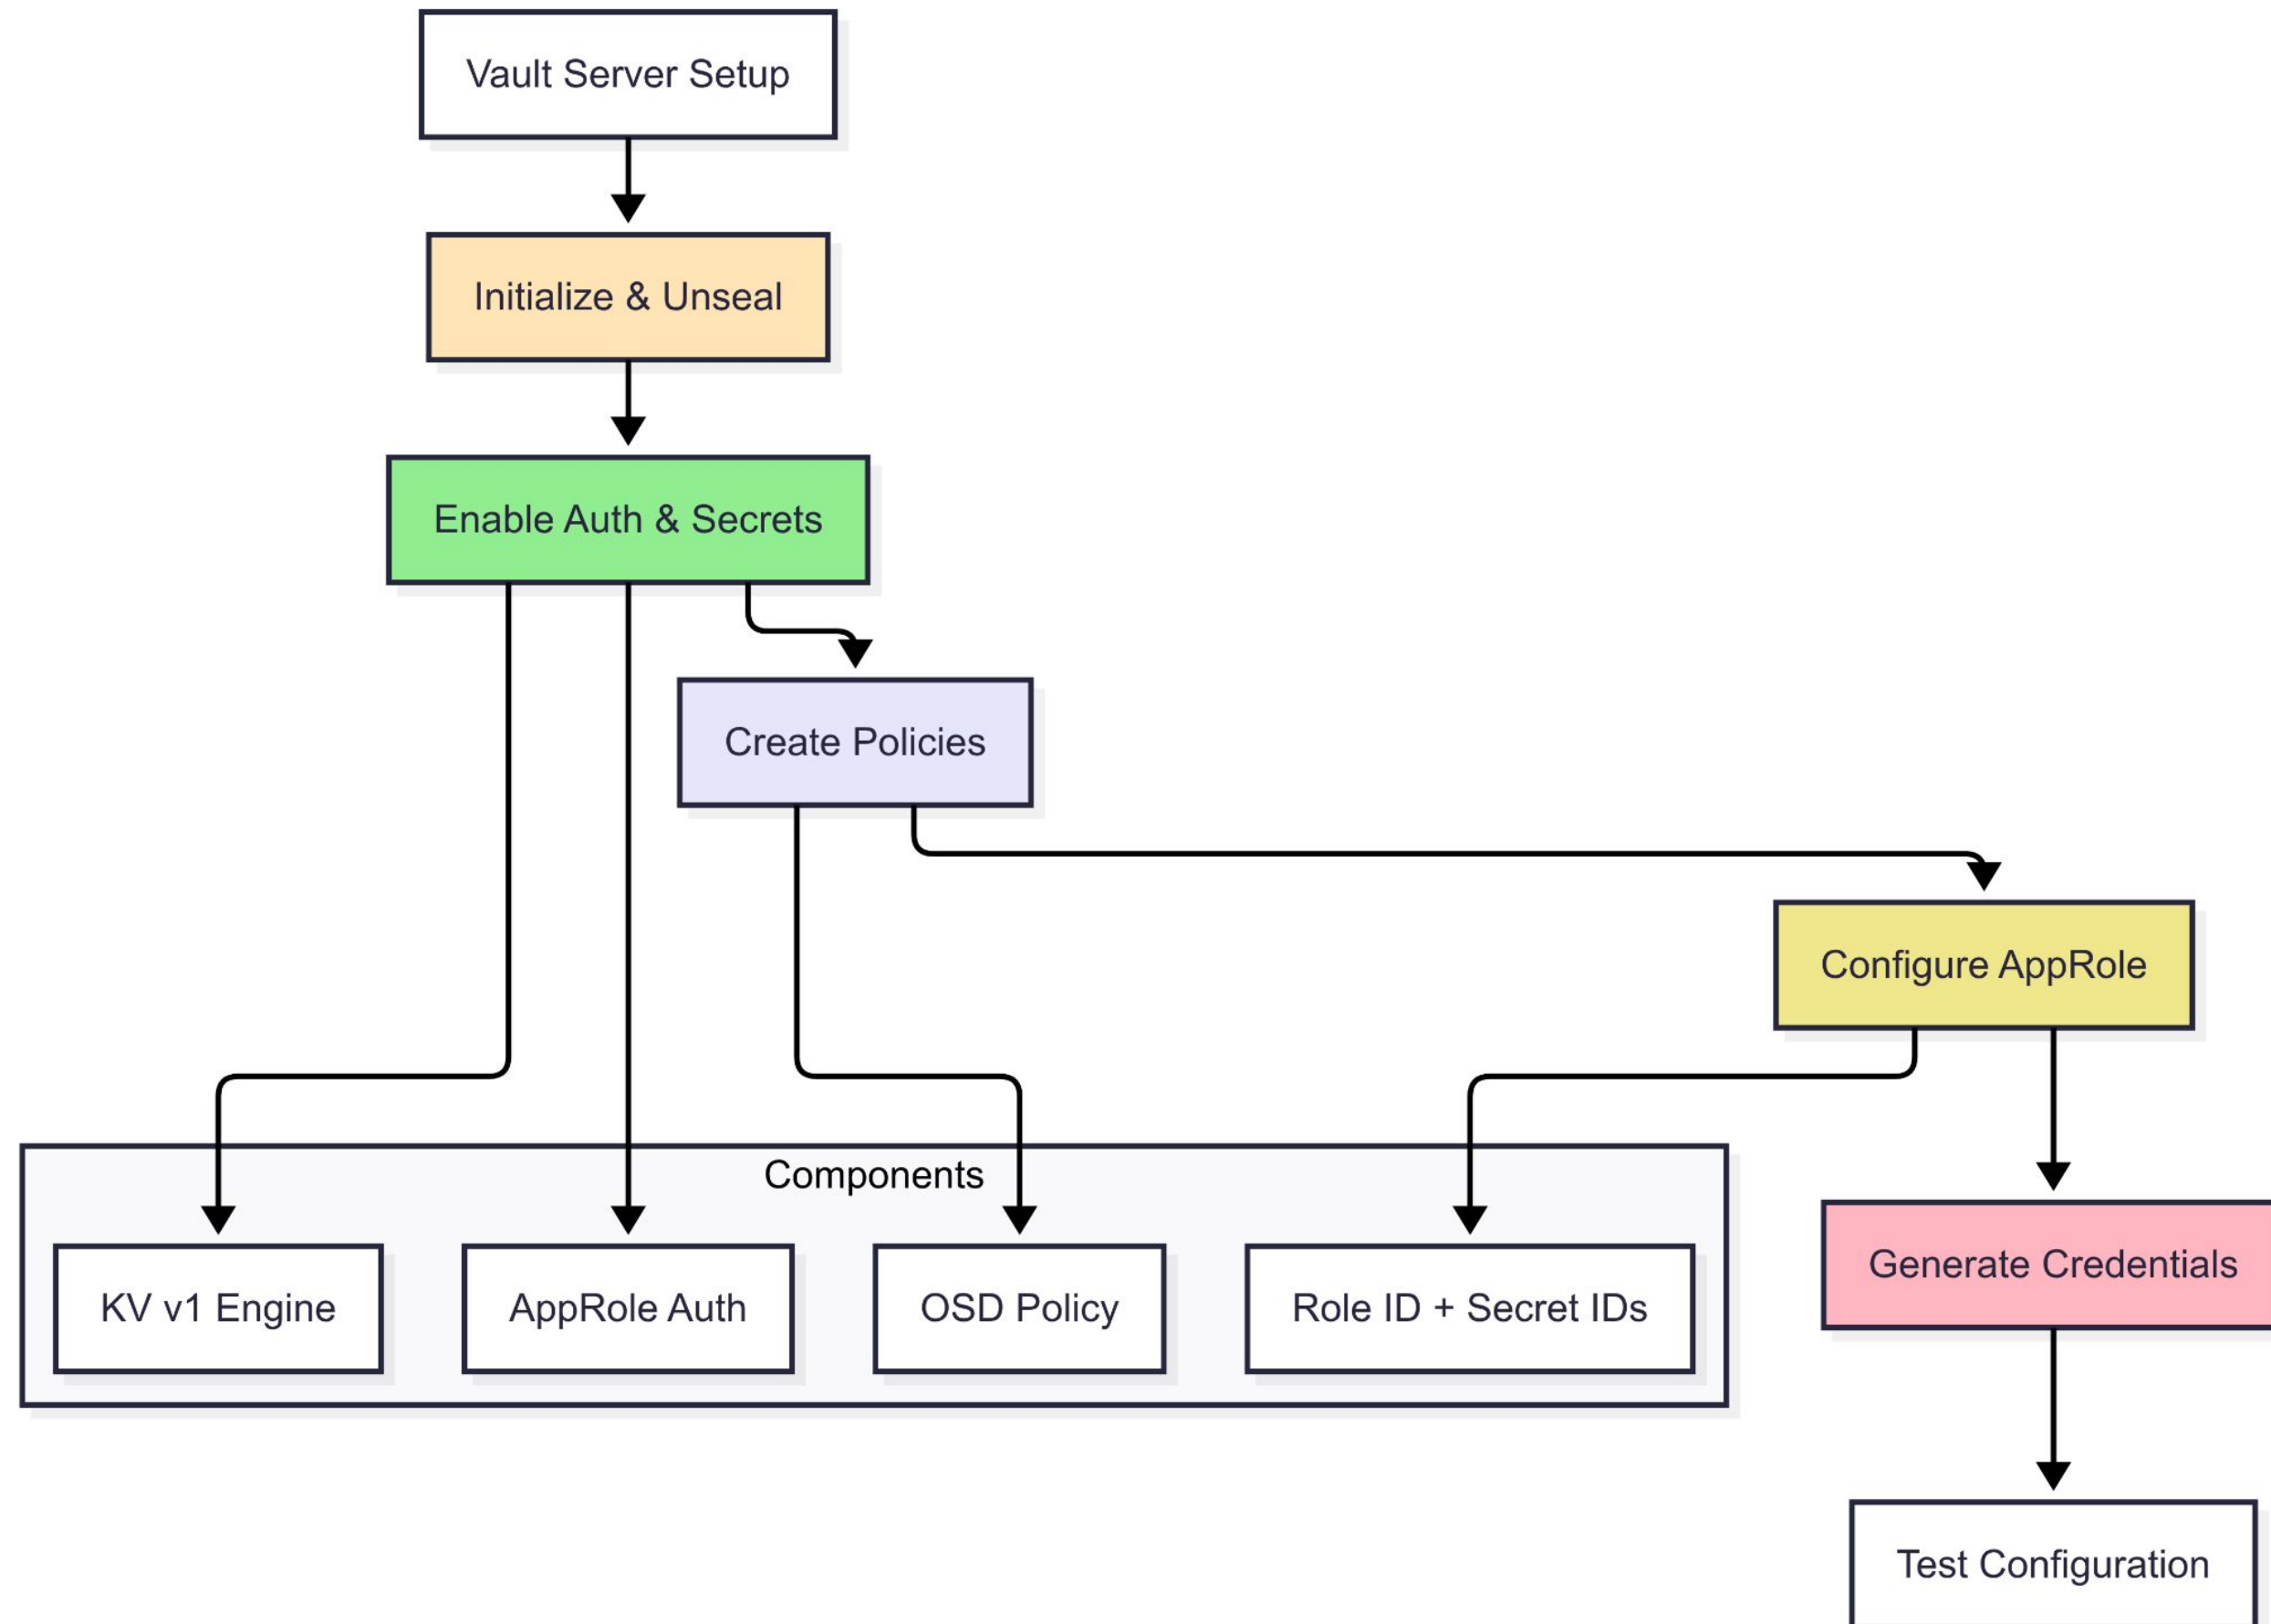 Vault Server Setup
Initialize & Unseal
Enable Auth & Secrets
Create Policies
Configure AppRole
Components
KV v1 Engine
AppRole Auth
OSD Policy
Role ID + Secret IDs
Generate Credentials
Test Configuration